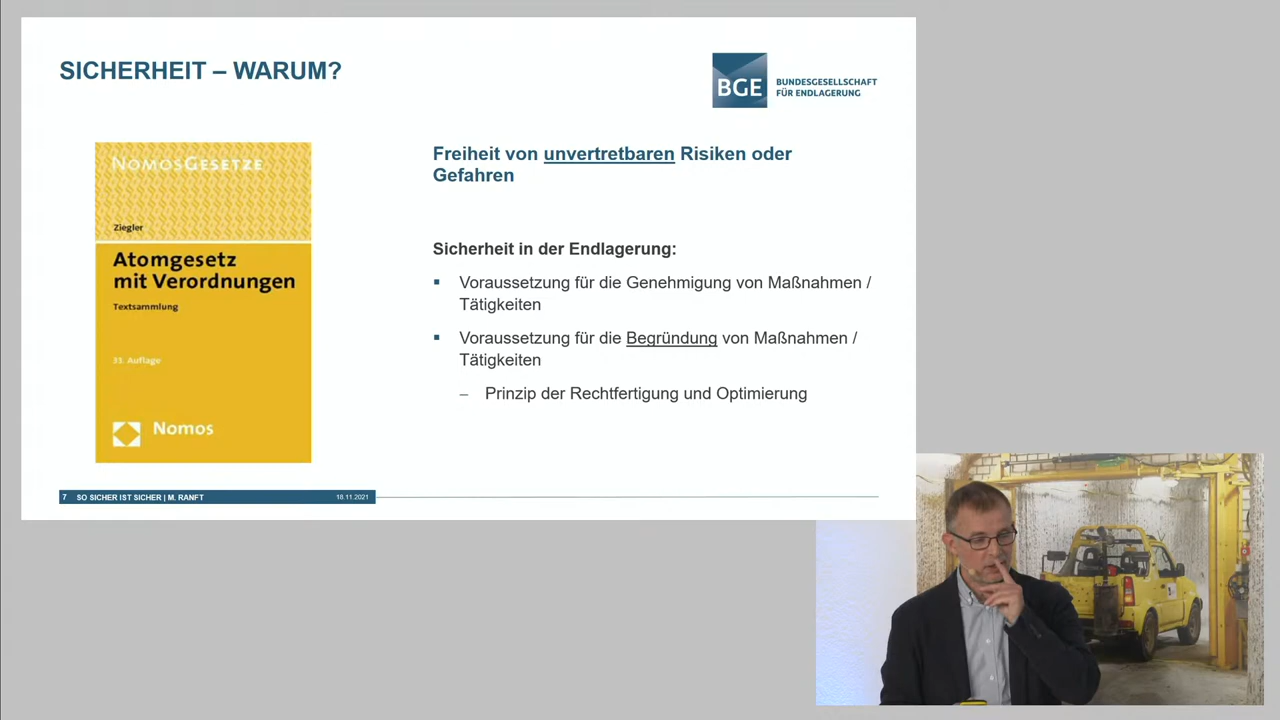 SICHERHEIT – WARUM?
BGE
BUNDESGESELLSCHAFT
FÜR ENDLAGERUNG
NOMOSGESETZE
Ziegler
Atomgesetz
mit Verordnungen
Textsammlung
33. Auflage
Nomos
Freiheit von unvertretbaren Risiken oder
Gefahren
Sicherheit in der Endlagerung:
▪ Voraussetzung für die Genehmigung von Maßnahmen /
Tätigkeiten
▪ Voraussetzung für die Begründung von Maßnahmen /
Tätigkeiten
– Prinzip der Rechtfertigung und Optimierung
7 SO SICHER IST SICHER | M. RANFT 18.11.2021